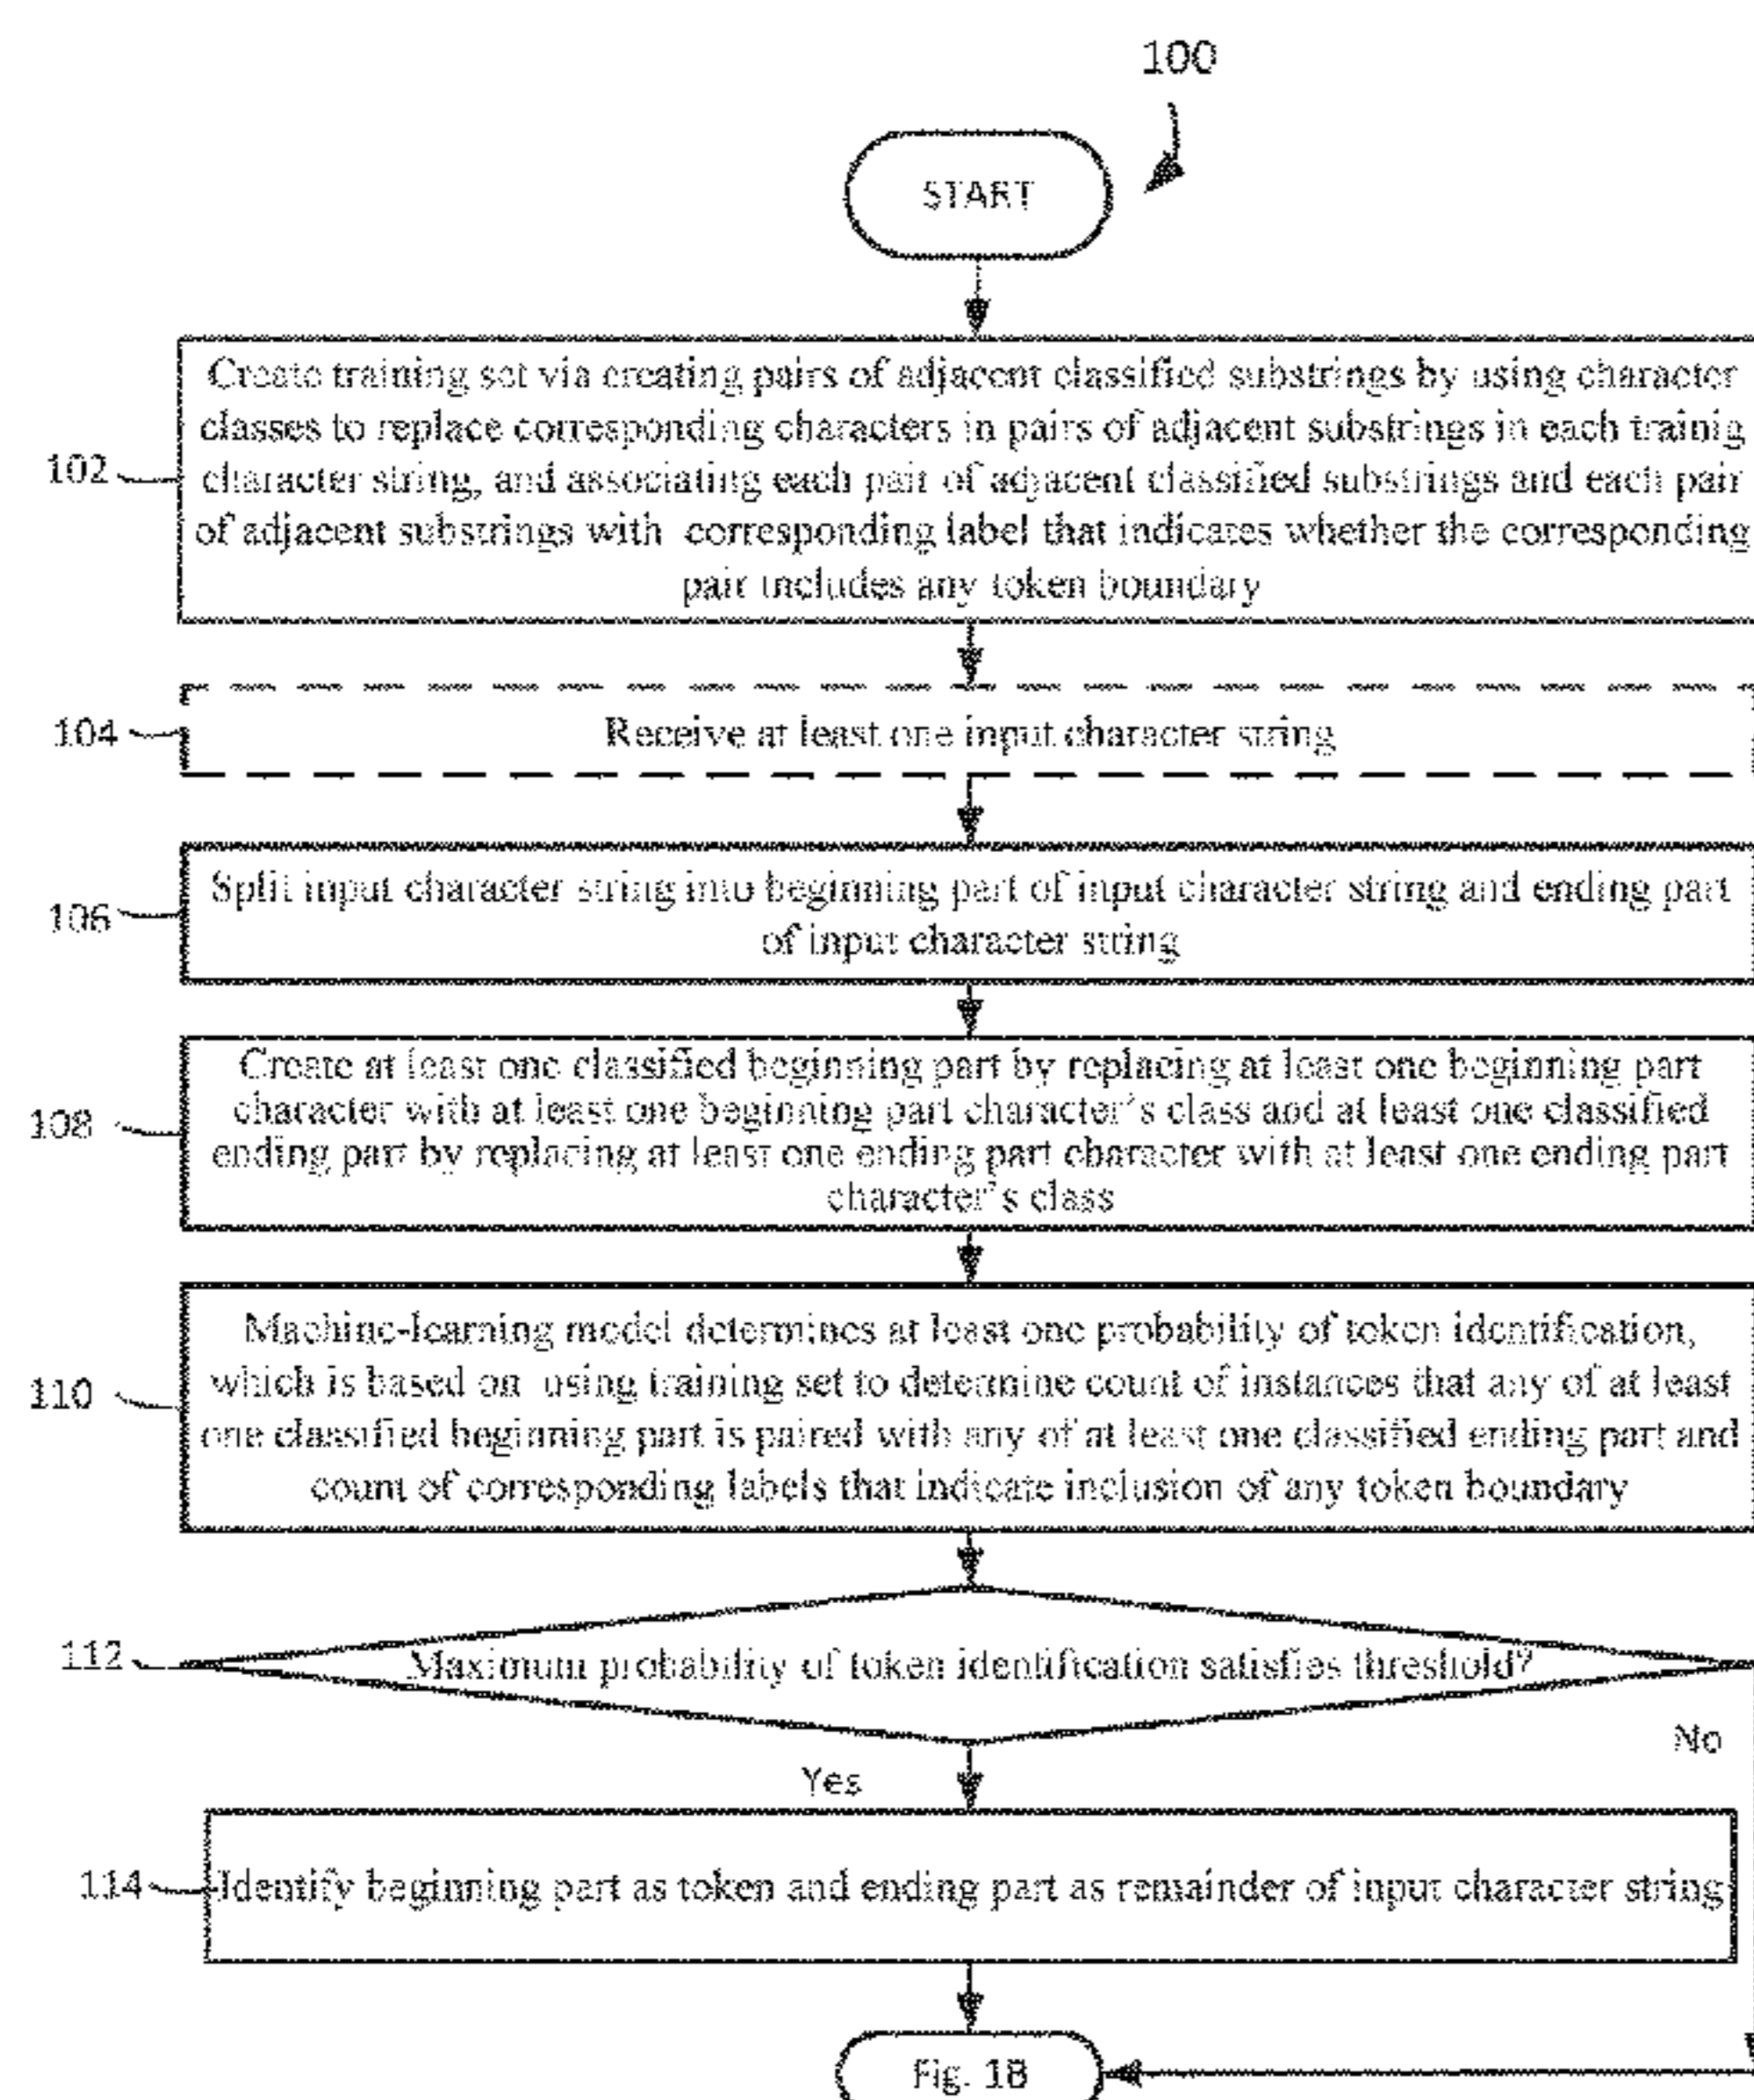 100
START
Create training set via creating pairs of adjacent classified substrings by using character
classes to replace corresponding characters in pairs of adjacent substrings in each trainig
102
character string, and associating each pair of adjacent classified substrings and each pair
of adjacent substrings with corresponding label that indicates whether the corresponding
pair includes any token boundary
104
Receive at least one input character string
Split input character string into beginning part of input character string and ending part
106
of input character string
Create at least one classified beginning part by replacing at least one beginning part
character with at least one beginning part character's class and at least one classified
108
ending part by replacing at least one ending part character with at least one ending part
character's class
Machine-learning model determines at least one probability of token identification,
which is based on using training set to determine count of instances that any of at least
110
one classified beginning part is paired with any of at least one classified ending part and
count of corresponding labels that indicate inclusion of any token boundary
112
Maximum probability of token identification satisfies threshold?
No
Yes
114
Identify beginning part as token and ending part as remainder of input character string
Fig. 1B